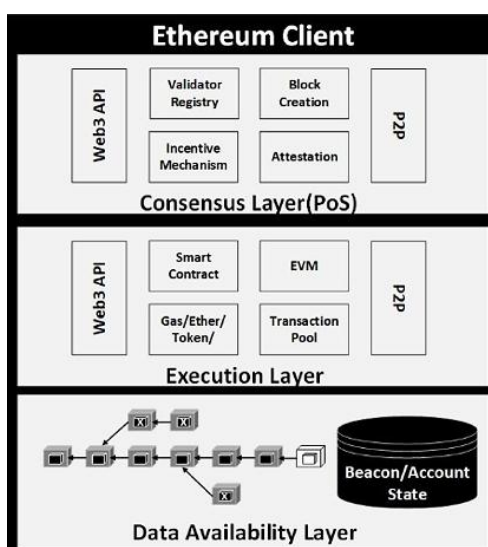 Ethereum Client
Web3 API
Validator
Registry
Block
Creation
P2P
Incentive
Mechanism
Attestation
Consensus Layer(PoS)
Web3 API
Smart
Contract
EVM
P2P
Gas/Ether/
Token/
Transaction
Pool
Execution Layer
X
X
X
Beacon/Account
State
Data Availability Layer